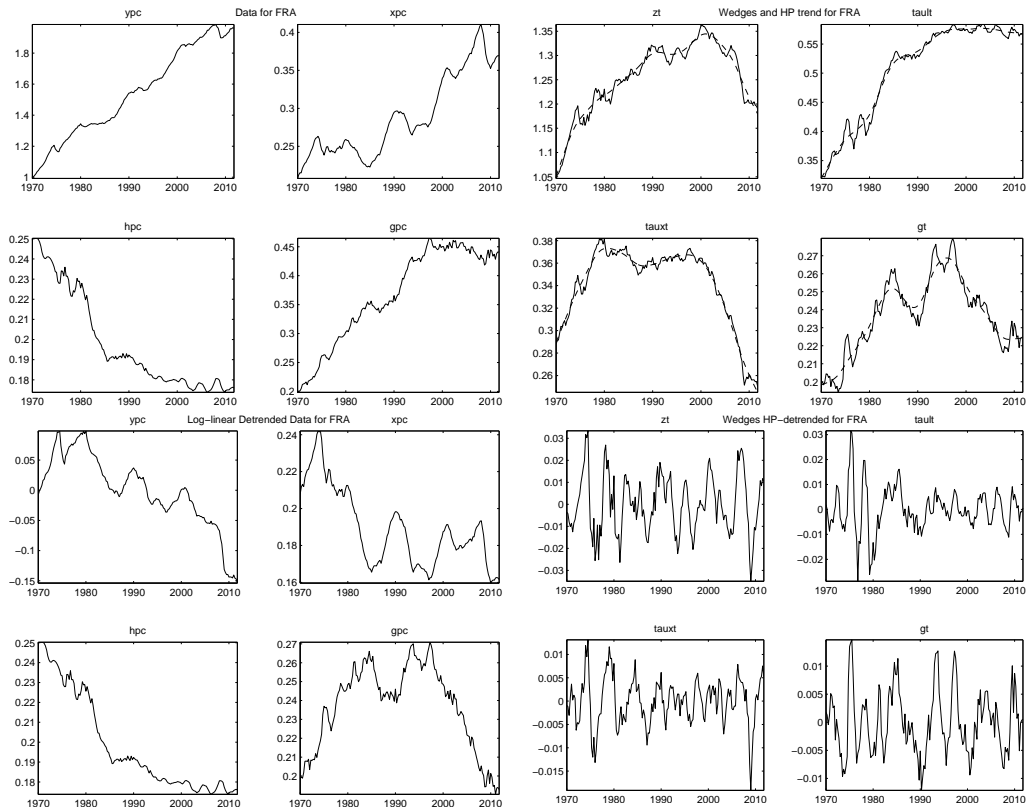 ypc
Data for FRA
xpc
1.8
1.6
1.4
1.2
1
1970 1980 1990 2000 2010
0.4
0.35
0.3
0.25
1970 1980 1990 2000 2010
zt
Wedges and HP trend for FRA
tault
1.35
1.3
1.25
1.2
1.15
1.1
1.05
1970 1980 1990 2000 2010
0.55
0.5
0.45
0.4
0.35
1970 1980 1990 2000 2010
hpc
0.25
0.24
0.23
0.22
0.21
0.2
0.19
0.18
1970 1980 1990 2000 2010
gpc
0.45
0.4
0.35
0.3
0.25
0.2
1970 1980 1990 2000 2010
tauxt
0.38
0.36
0.34
0.32
0.3
0.28
0.26
1970 1980 1990 2000 2010
gt
0.27
0.26
0.25
0.24
0.23
0.22
0.21
0.2
1970 1980 1990 2000 2010
ypc
Log−linear Detrended Data for FRA
xpc
0.05
0
−0.05
−0.1
−0.15
1970 1980 1990 2000 2010
0.24
0.22
0.2
0.18
0.16
1970 1980 1990 2000 2010
zt
Wedges HP−detrended for FRA
tault
0.03
0.02
0.01
0
−0.01
−0.02
−0.03
1970 1980 1990 2000 2010
0.03
0.02
0.01
0
−0.01
−0.02
1970 1980 1990 2000 2010
hpc
0.25
0.24
0.23
0.22
0.21
0.2
0.19
0.18
1970 1980 1990 2000 2010
gpc
0.27
0.26
0.25
0.24
0.23
0.22
0.21
0.2
1970 1980 1990 2000 2010
tauxt
0.01
0.005
0
−0.005
−0.01
−0.015
1970 1980 1990 2000 2010
gt
0.01
0.005
0
−0.005
−0.01
1970 1980 1990 2000 2010